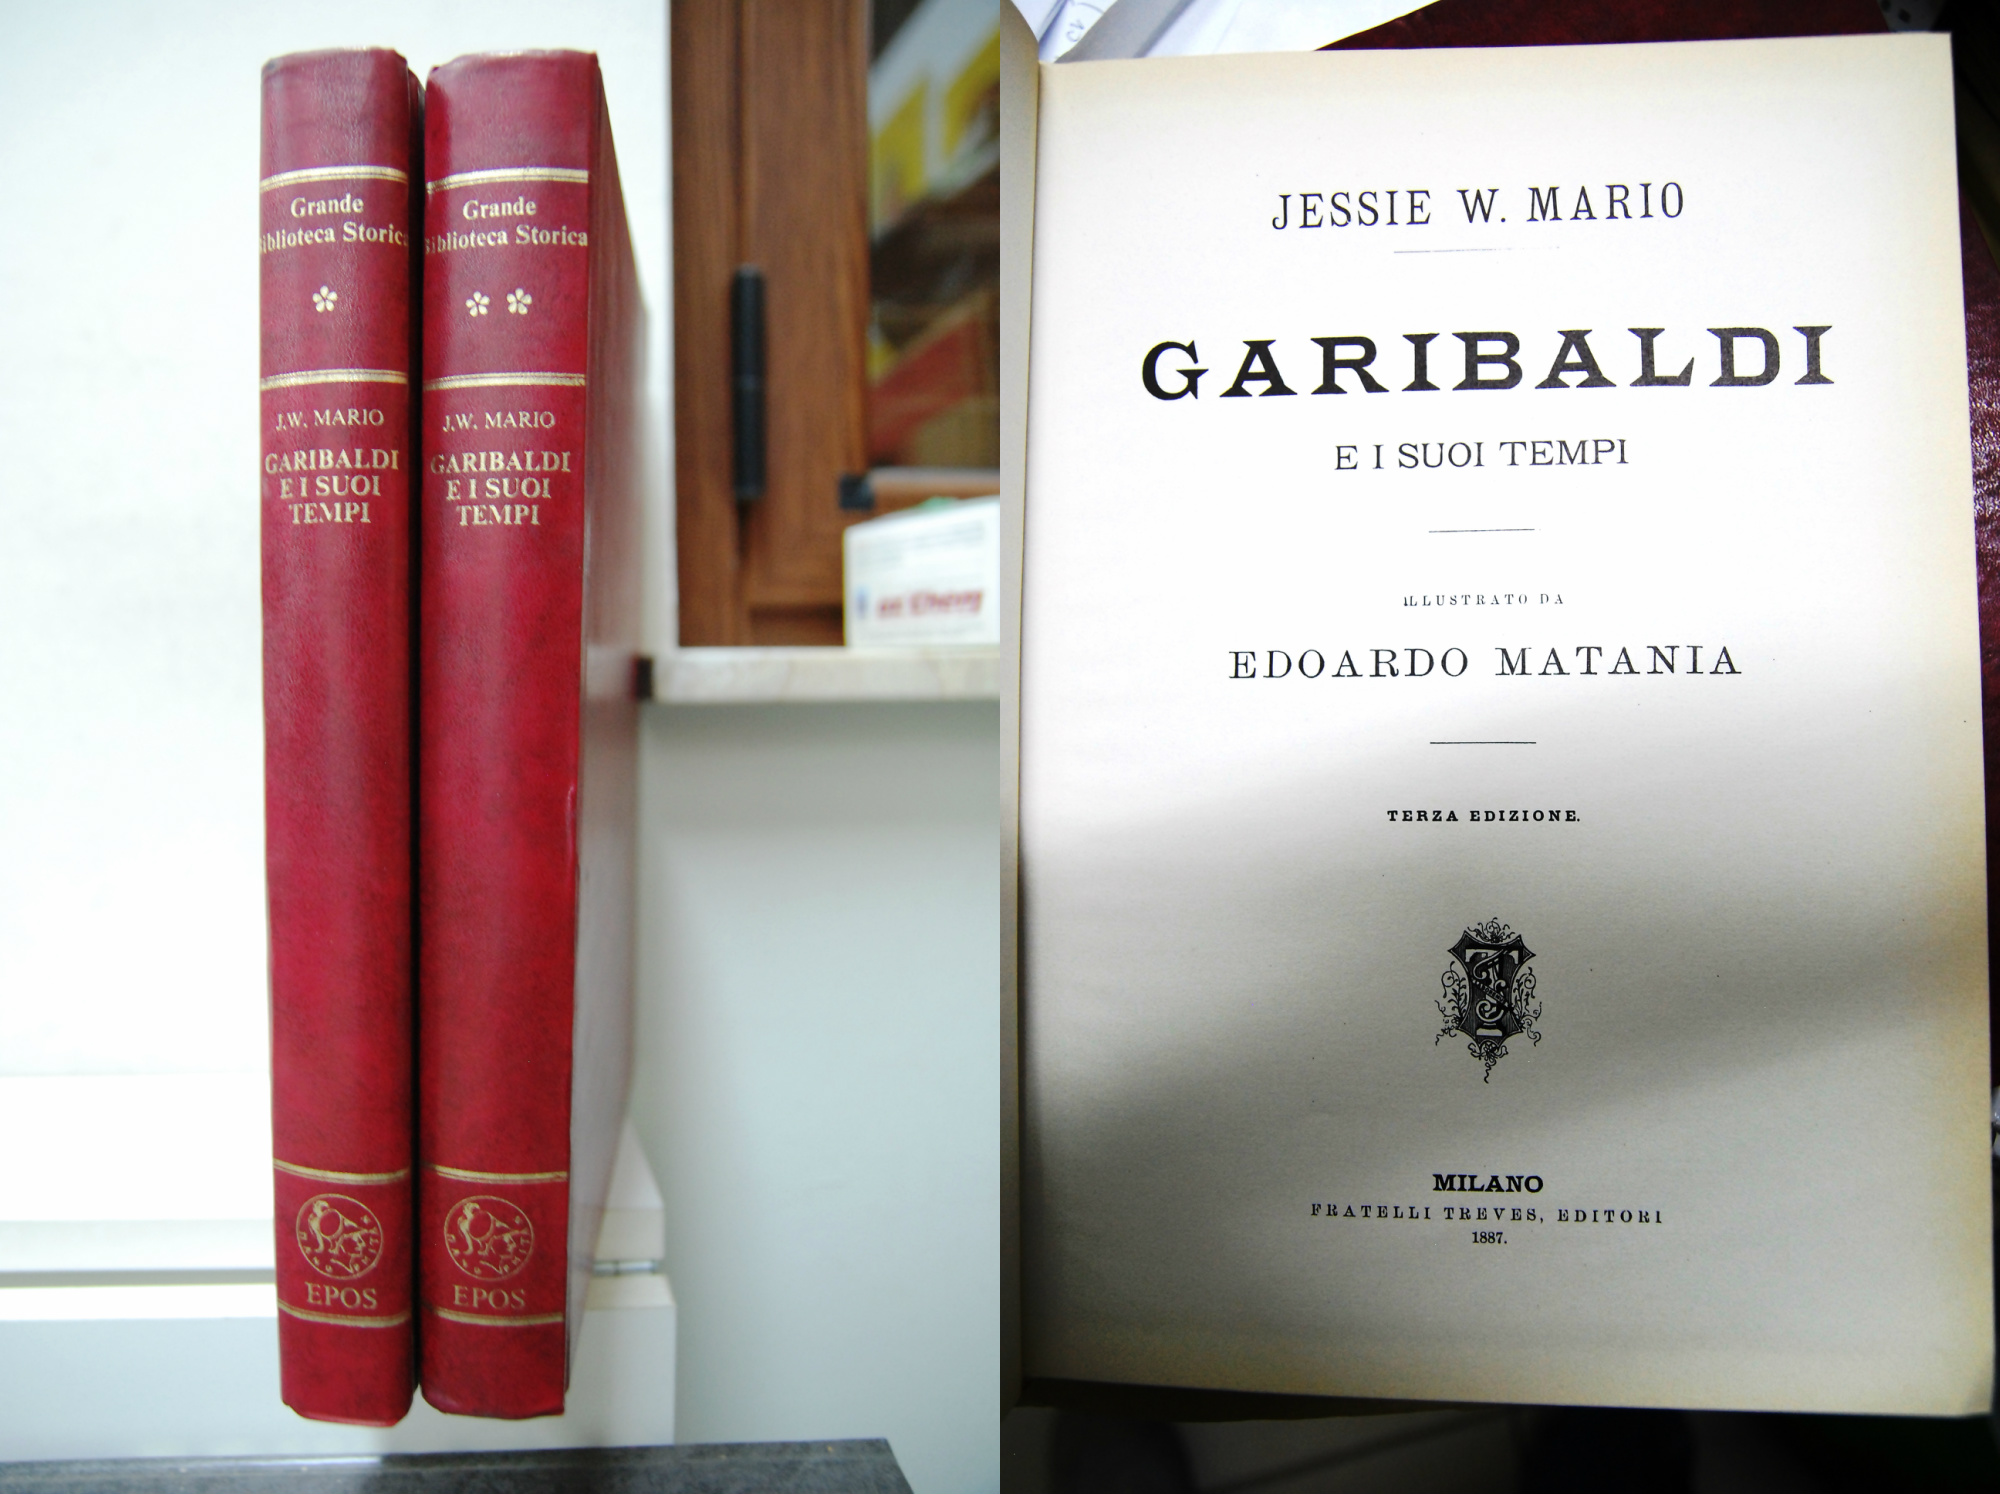 Grande
Biblioteca Storica
J.W. MARIO
GARIBALDI
E I SUOI
TEMPI
EPOS
Grande
Biblioteca Storica
J.W. MARIO
GARIBALDI
E I SUOI
TEMPI
EPOS
JESSIE W. MARIO
GARIBALDI
E I SUOI TEMPI
ILLUSTRATO DA
EDOARDO MATANIA
TERZA EDIZIONE.
MILANO
FRATELLI TREVES, EDITORI
1887.